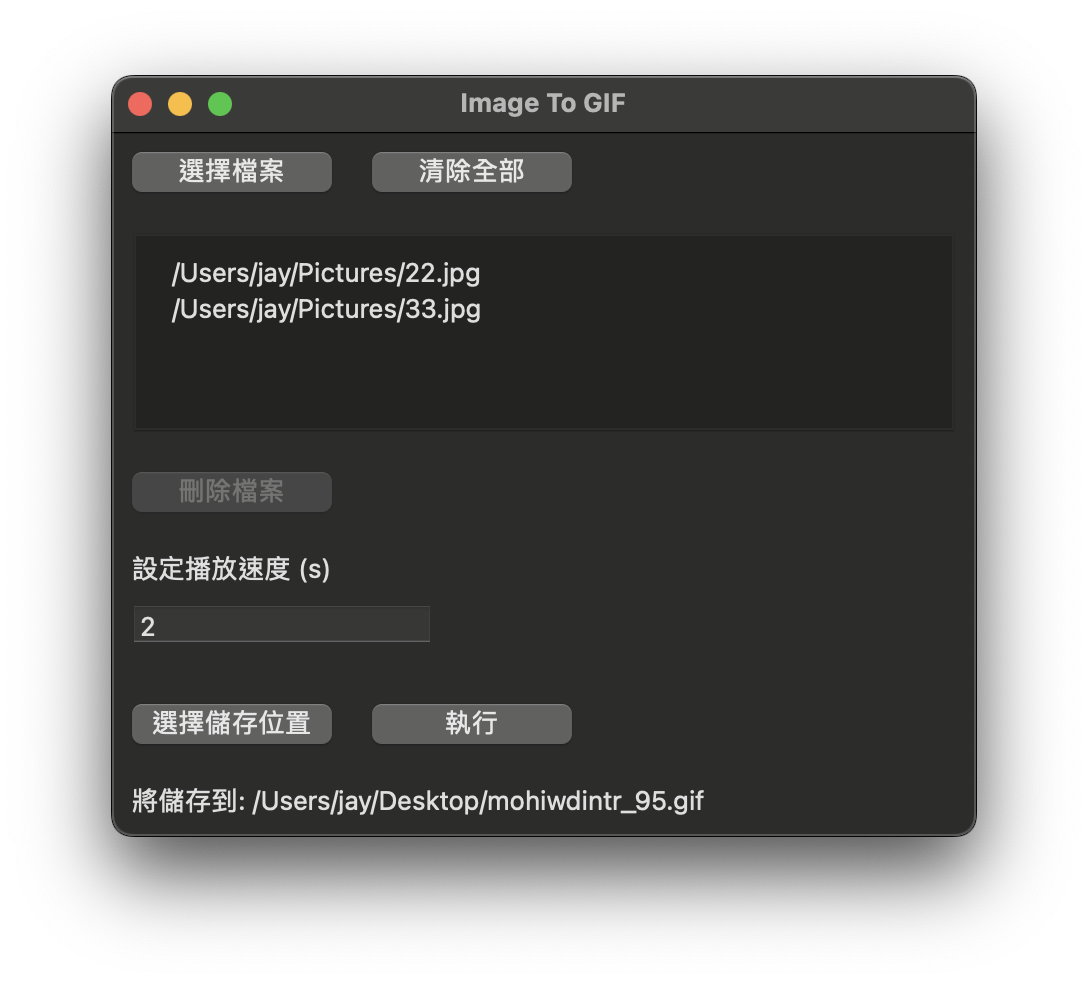 Image To GIF
選擇檔案 清除全部
/Users/jay/Pictures/22.jpg
/Users/jay/Pictures/33.jpg
刪除檔案
設定播放速度 (s)
2
選擇儲存位置 執行
將儲存到: /Users/jay/Desktop/mohiwdintr_95.gif